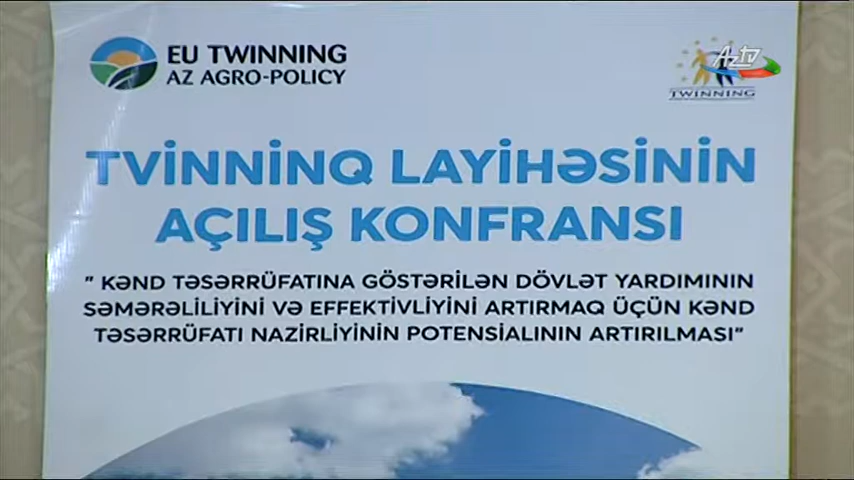 EU TWINNING
AZ AGRO-POLICY
AzTV
TWINNING
TVİNNİNQ LAYİHƏSİNİN
AÇILIŞ KONFRANSI
" KƏND TƏSƏRRÜFATINA GÖSTƏRİLƏN DÖVLƏT YARDIMININ
SƏMƏRƏLİLİYİNİ VƏ EFFEKTİVLİYİNİ ARTIRMAQ ÜÇÜN KƏND
TƏSƏRRÜFATI NAZİRLİYİNİN POTENSİALININ ARTIRILMASI"